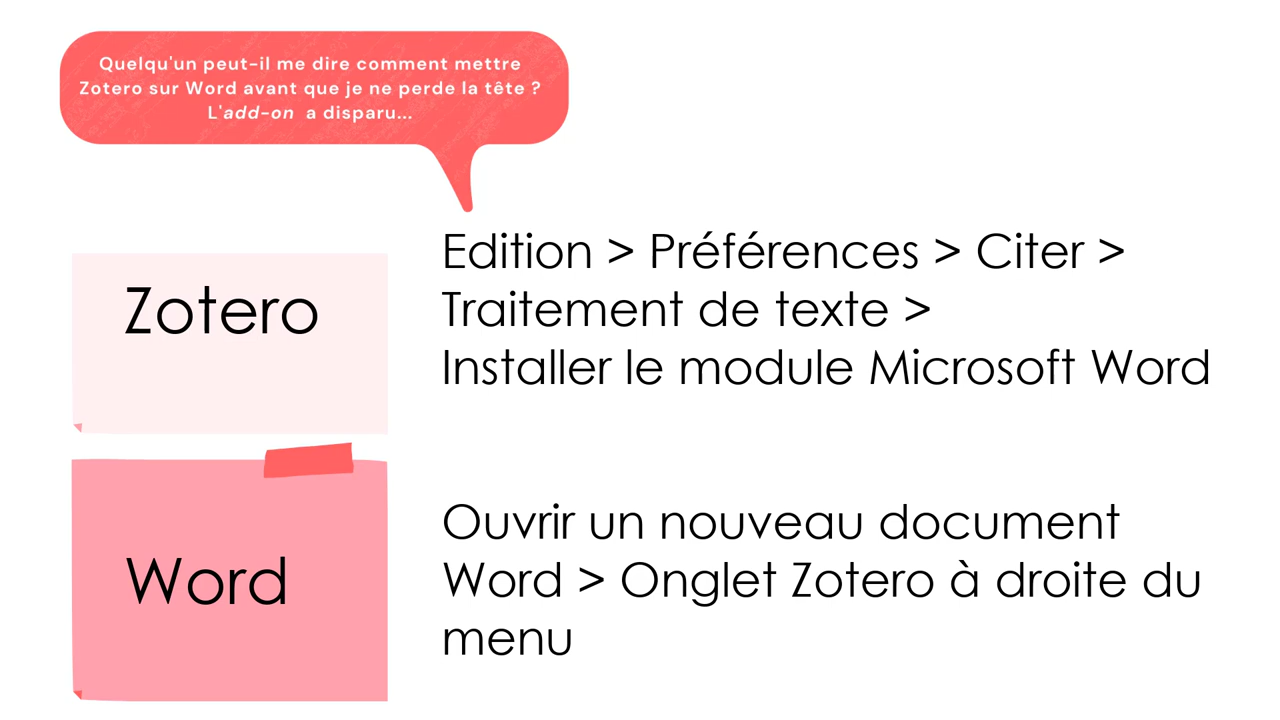 Quelqu'un peut-il me dire comment mettre
Zotero sur Word avant que je ne perde la tête ?
L'add-on a disparu...
Zotero
Edition > Préférences > Citer >
Traitement de texte >
Installer le module Microsoft Word
Word
Ouvrir un nouveau document
Word > Onglet Zotero à droite du
menu